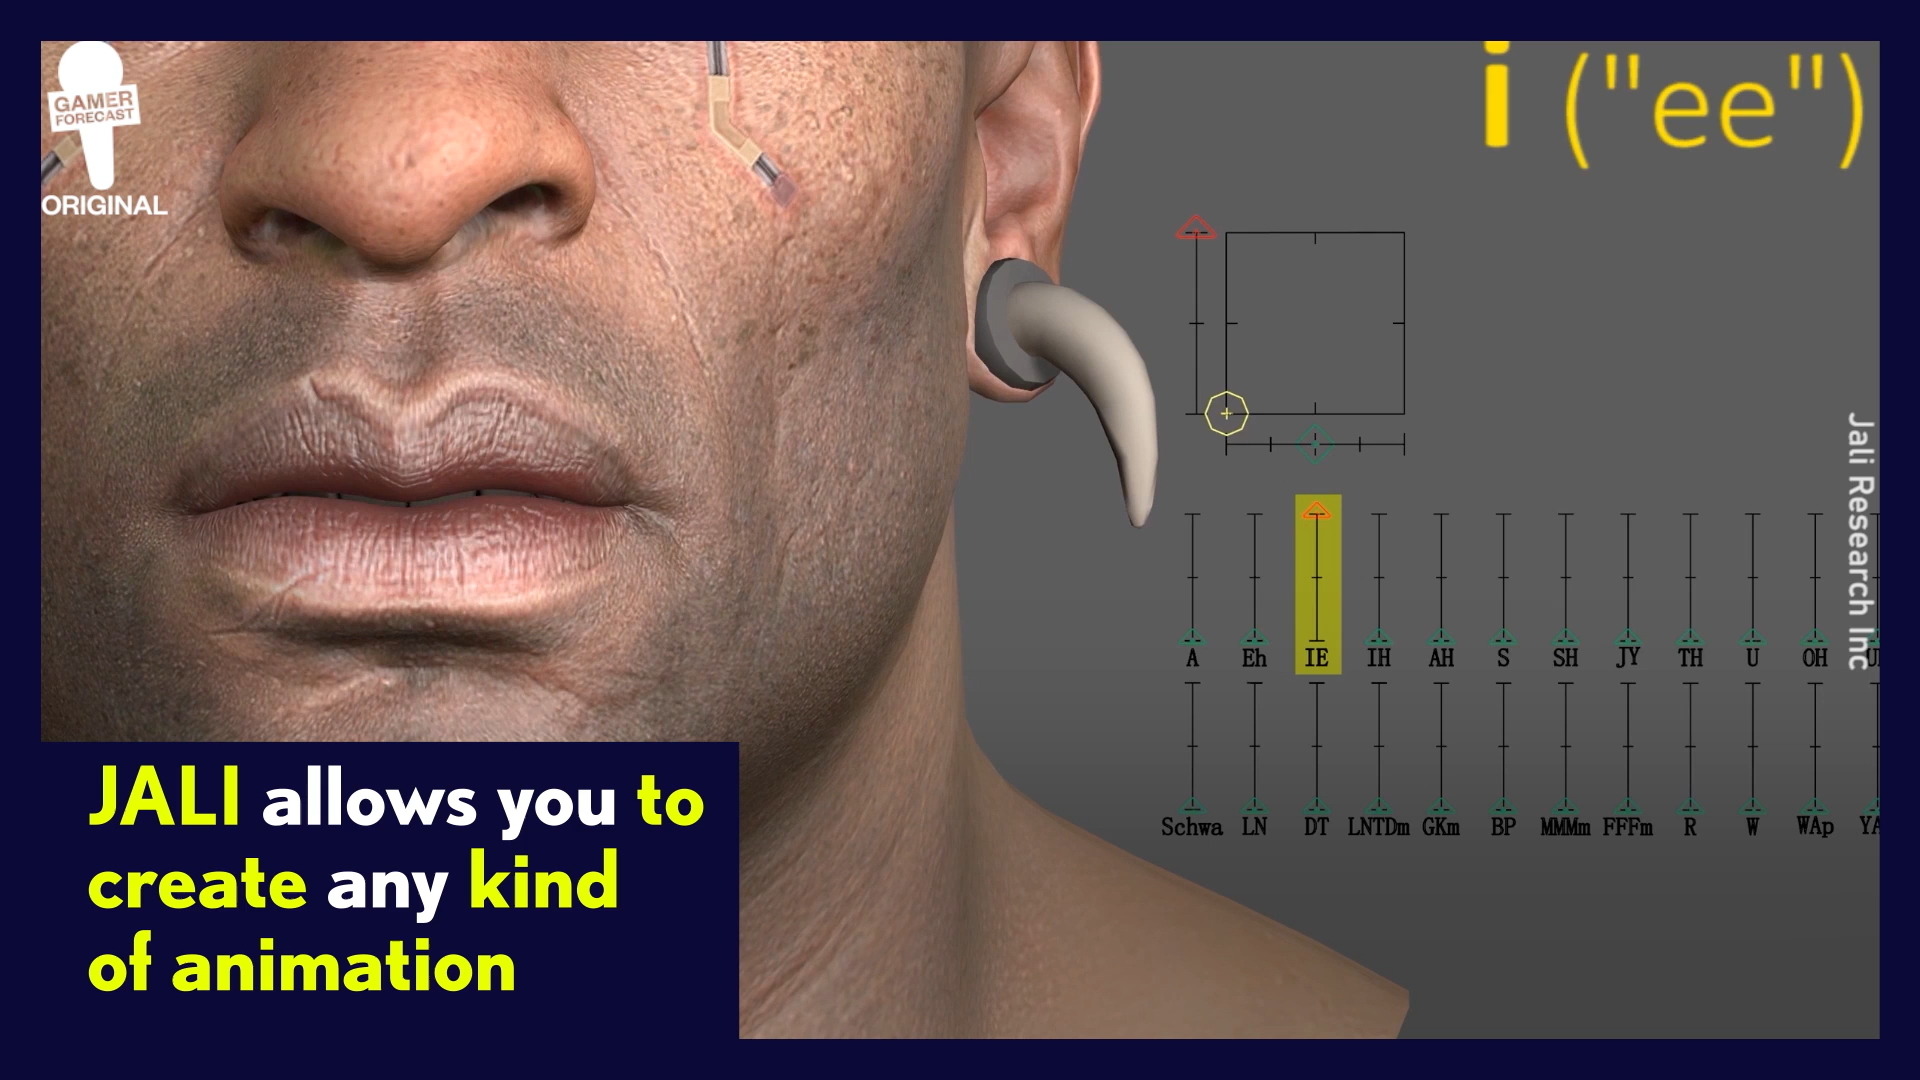 GAMER
FORECAST
ORIGINAL
i ("ee")
Jali Research Inc
A Eh IE IH AH S SH JY TH U OH
Schwa LN DT LNTDm GKm BP MMMm FFFm R W WAp
JALI allows you to
create any kind
of animation